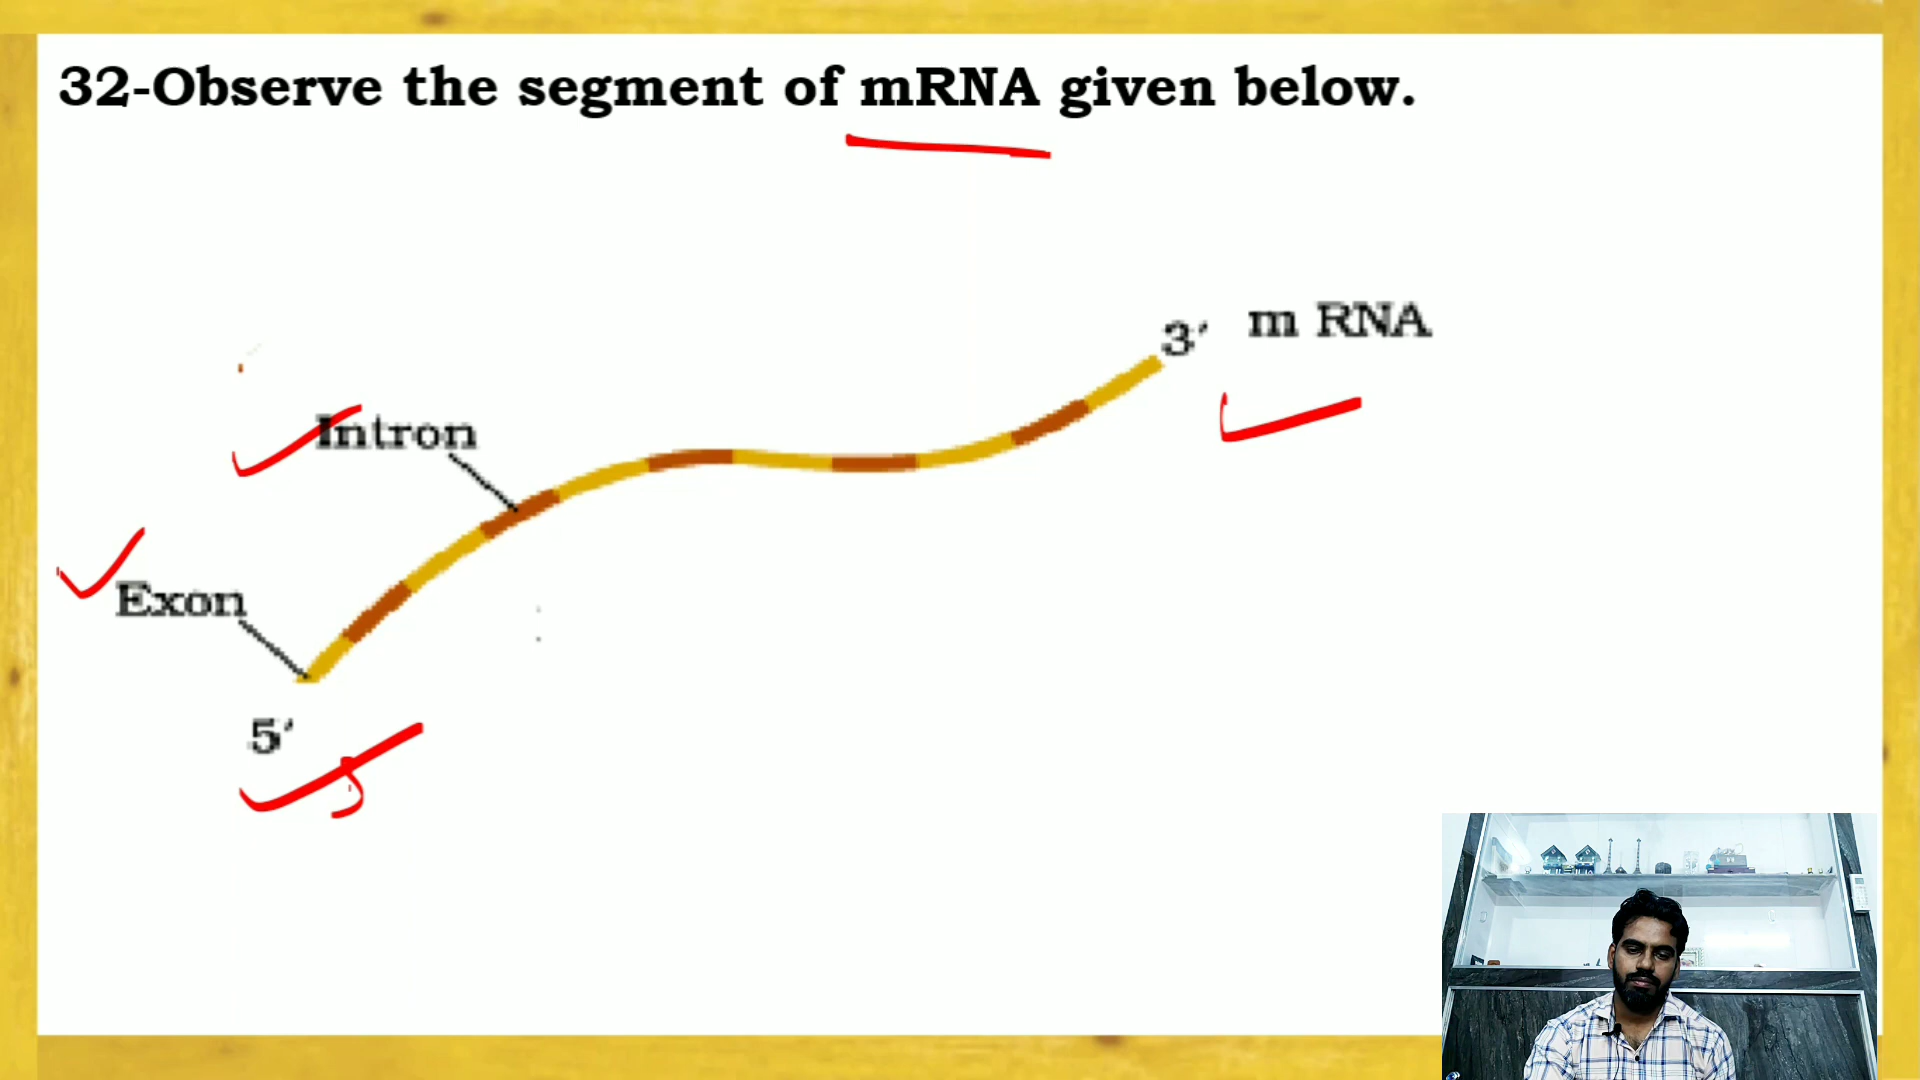 32-Observe the segment of mRNA given below.
3′ m RNA
Intron
Exon
5′